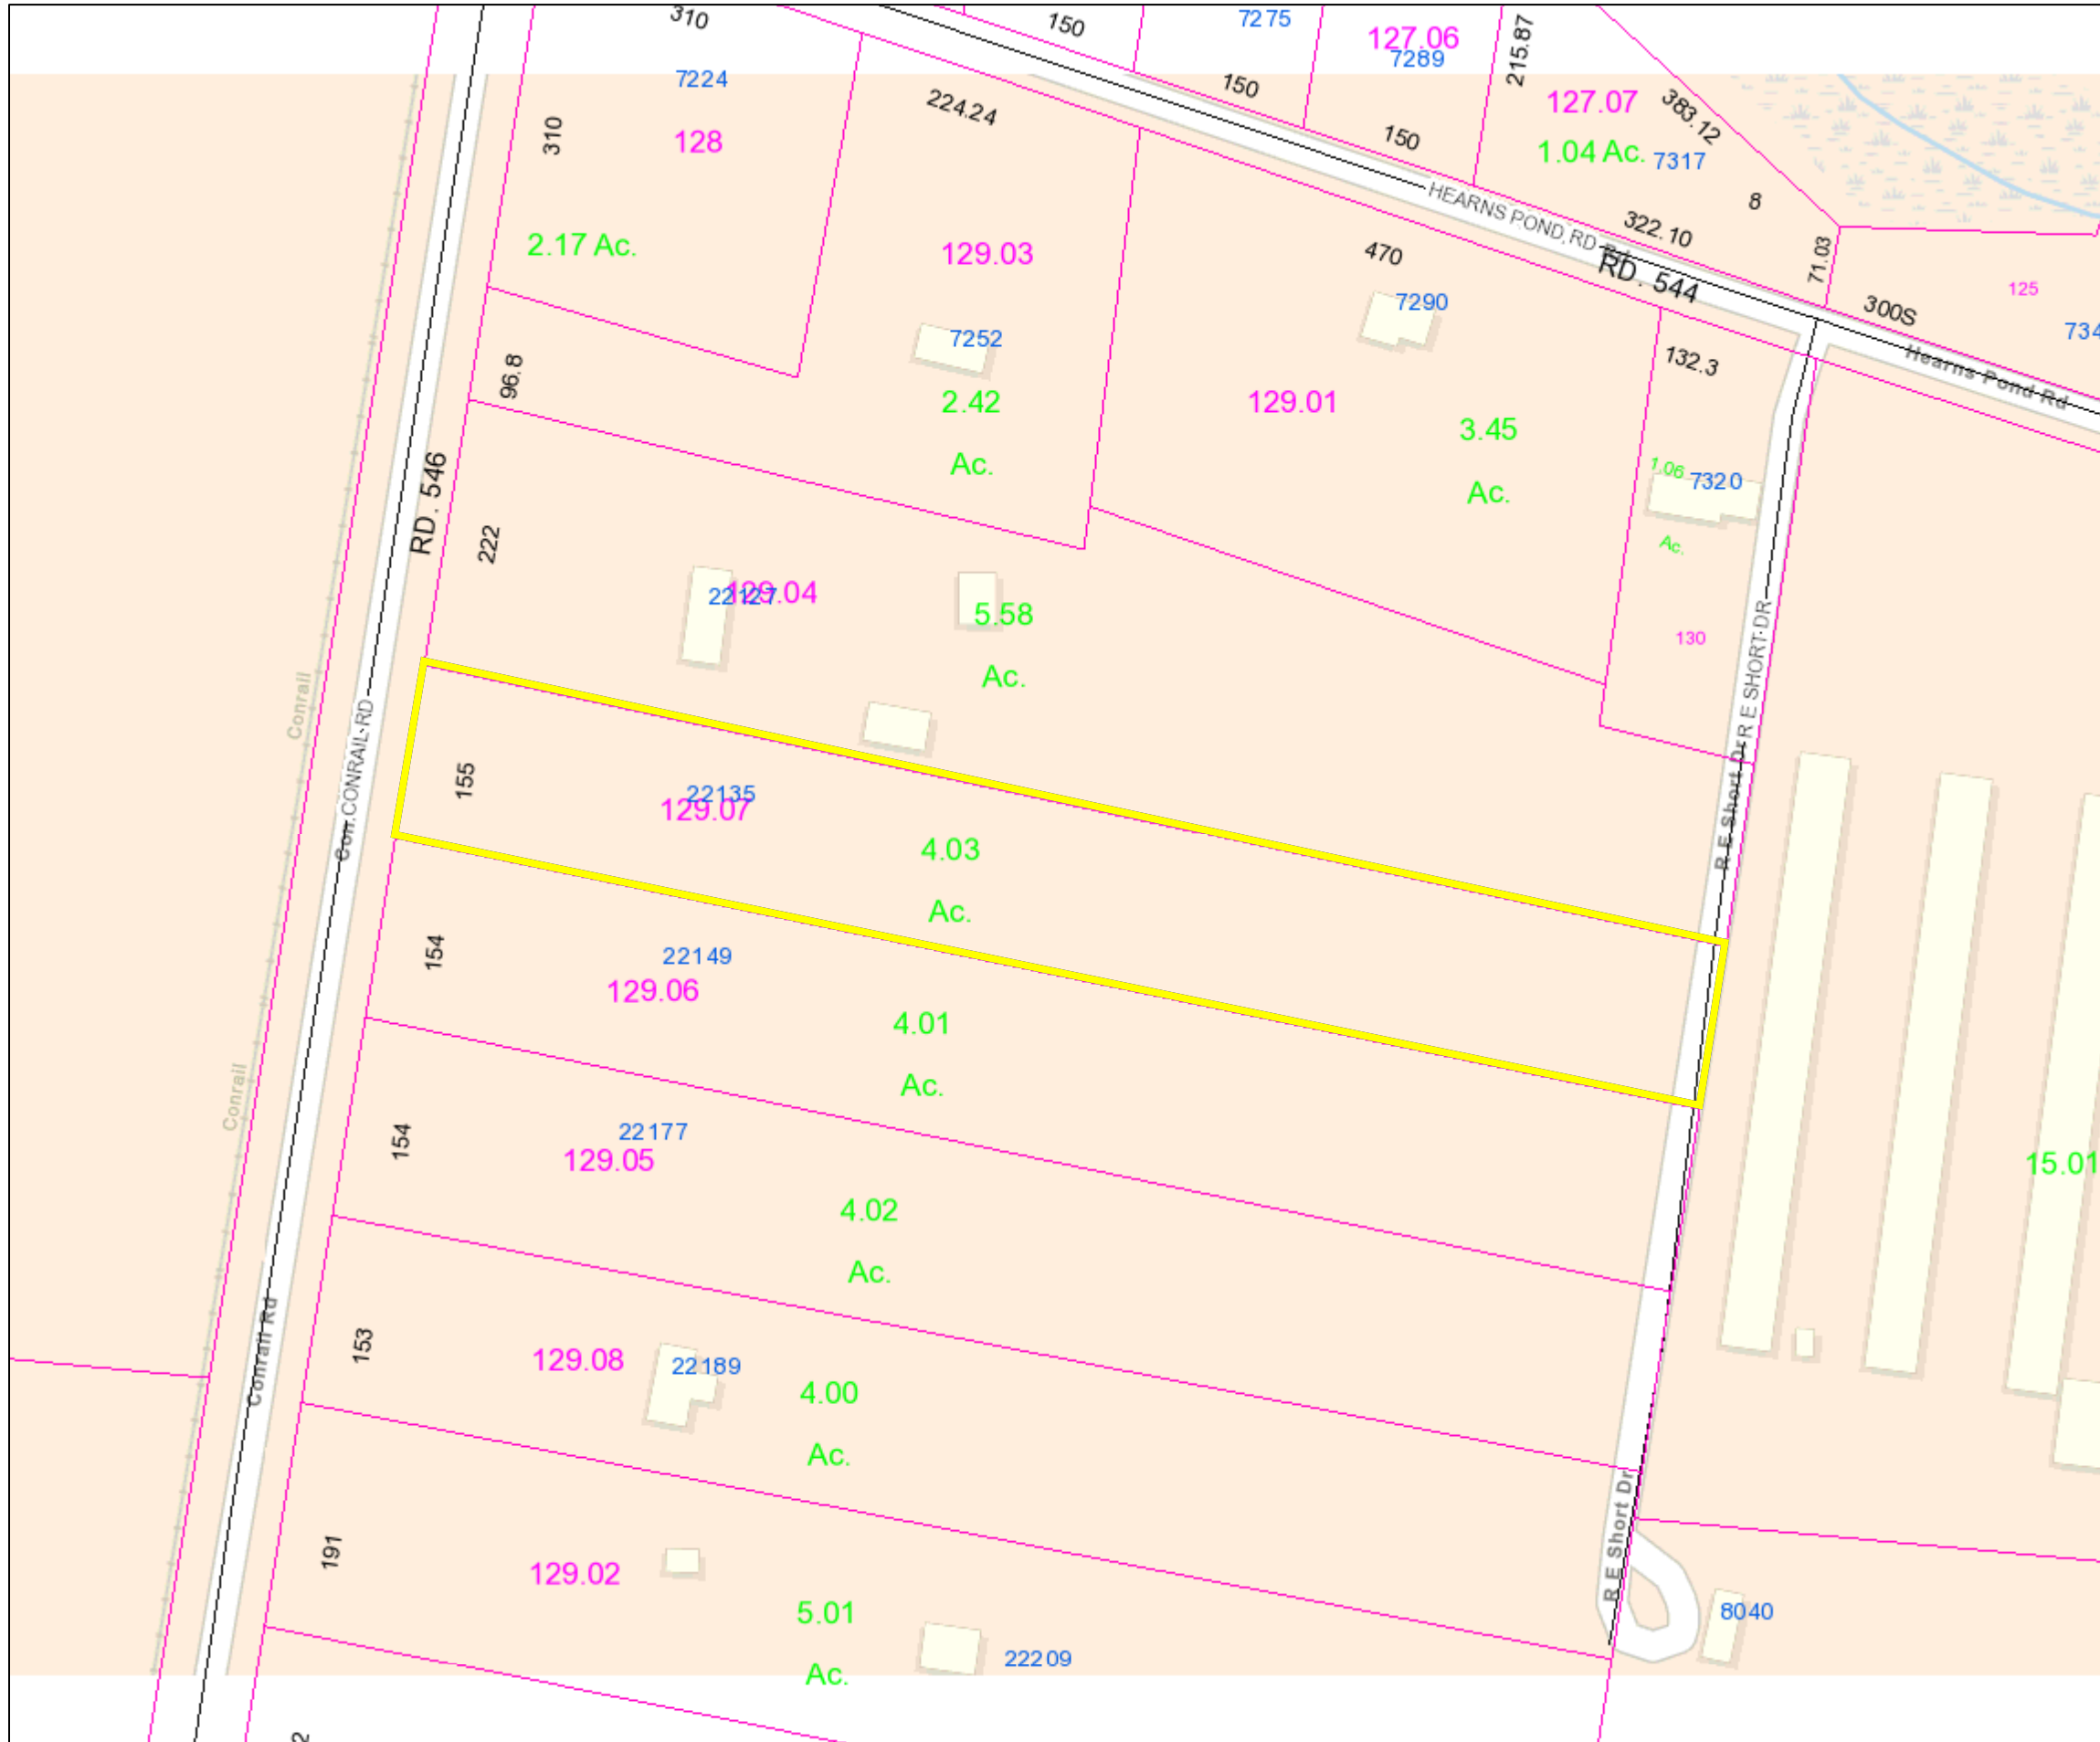 310
150
7275
127.06
7289
215.87
7224
224.24
150
127.07
383.12
310
128
150
1.04 Ac.
7317
HEARNS POND RD
322.10
8
2.17 Ac.
129.03
470
RD. 544
71.03
125
300S
7290
7252
132.3
Hearns Pond Rd
96.8
2.42
Ac.
129.01
3.45
Ac.
1.06
7320
Ac.
RD. 546
222
22127
129.04
5.58
Ac.
130
R E SHORT DR
Conrail
CONRAIL RD
R E Short Dr
155
22135
129.07
4.03
Ac.
154
22149
129.06
4.01
Ac.
Conrail
154
22177
129.05
4.02
Ac.
15.01
Conrail Rd
153
129.08
22189
4.00
Ac.
R E Short Dr
191
129.02
5.01
Ac.
22209
8040